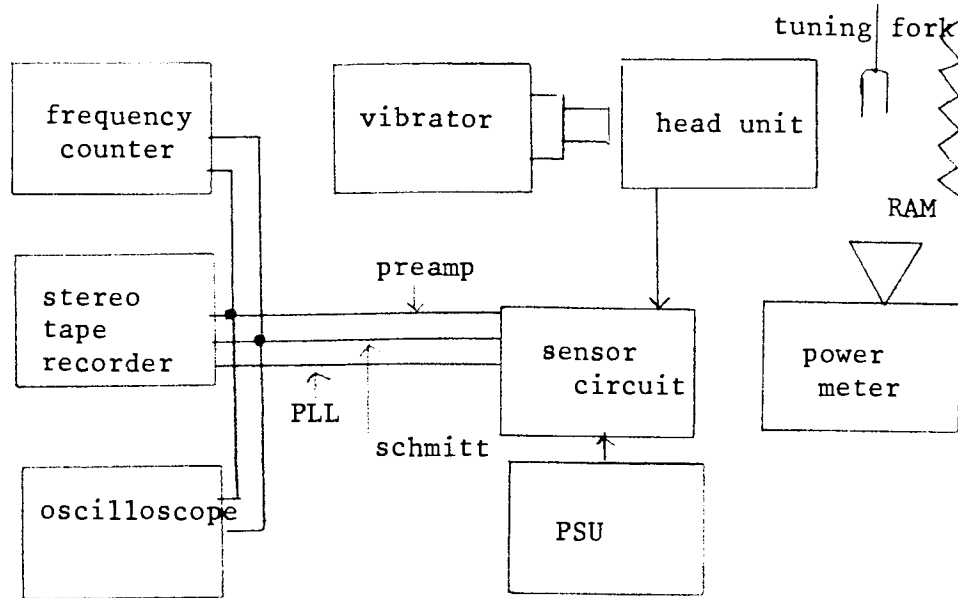 tuning fork
frequency
counter
vibrator
head unit
RAM
preamp
stereo
tape
recorder
sensor
circuit
power
meter
PLL
schmitt
oscilloscope
PSU